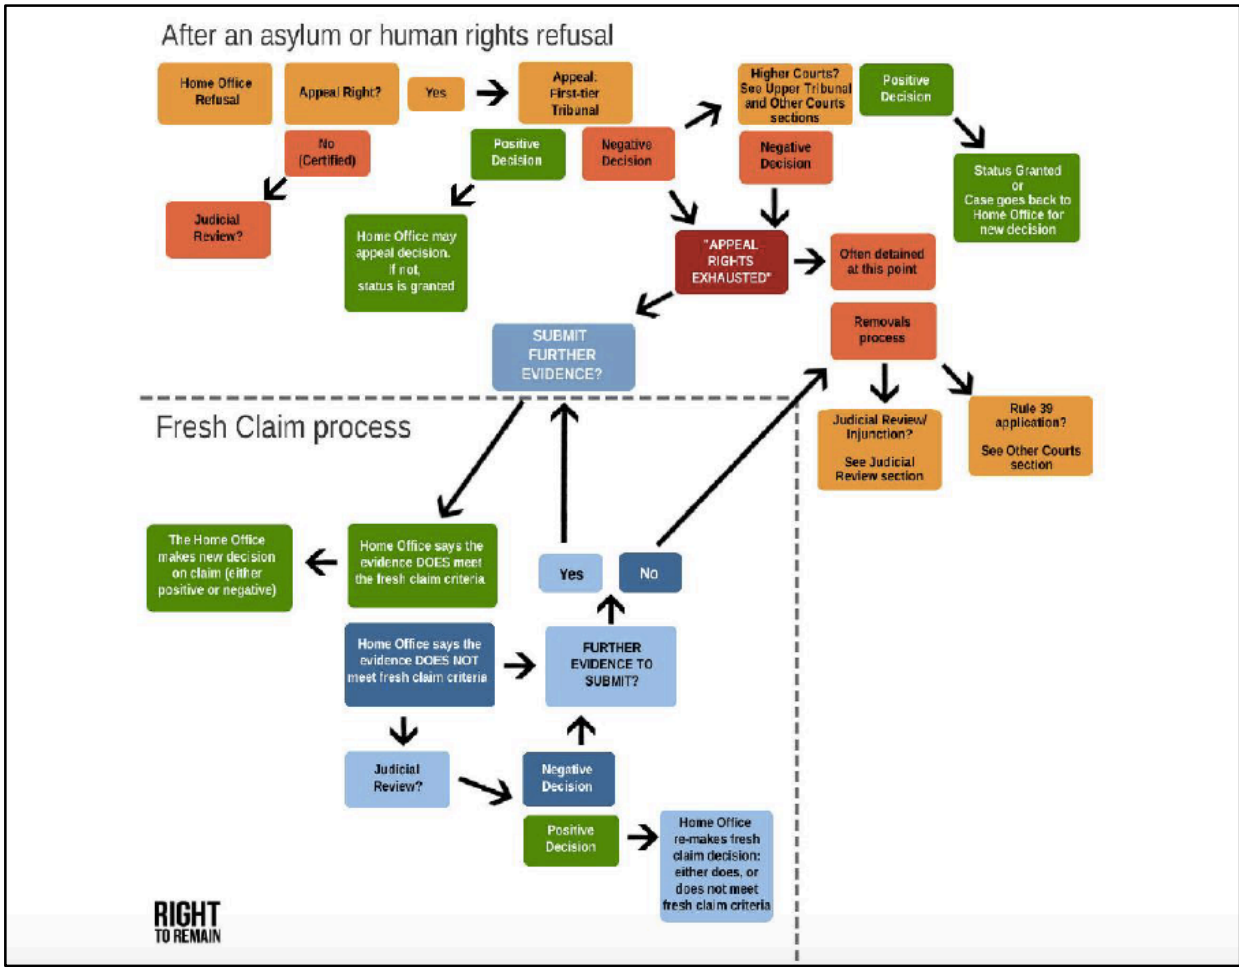 After an asylum or human rights refusal
Home Office
Refusal
Appeal Right?
Yes
Appeal:
First-tier
Tribunal
Higher Courts?
See Upper Tribunal
and Other Courts
sections
Positive
Decision
No
(Certified)
Positive
Decision
Negative
Decision
Negative
Decision
Judicial
Review?
Home Office may
appeal decision.
If not,
status is granted
"APPEAL
RIGHTS
EXHAUSTED"
Often detained
at this point
Status Granted
or
Case goes back to
Home Office for
new decision
SUBMIT
FURTHER
EVIDENCE?
Removals
process
Judicial Review/
Injunction?
See Judicial
Review section
Rule 39
application?
See Other Courts
section
Fresh Claim process
The Home Office
makes new decision
on claim (either
positive or negative)
Home Office says the
evidence DOES meet
the fresh claim criteria
Yes
No
Home Office says the
evidence DOES NOT
meet fresh claim criteria
FURTHER
EVIDENCE TO
SUBMIT?
Judicial
Review?
Negative
Decision
Positive
Decision
Home Office
re-makes fresh
claim decision:
either does, or
does not meet
fresh claim criteria
RIGHT
TO REMAIN